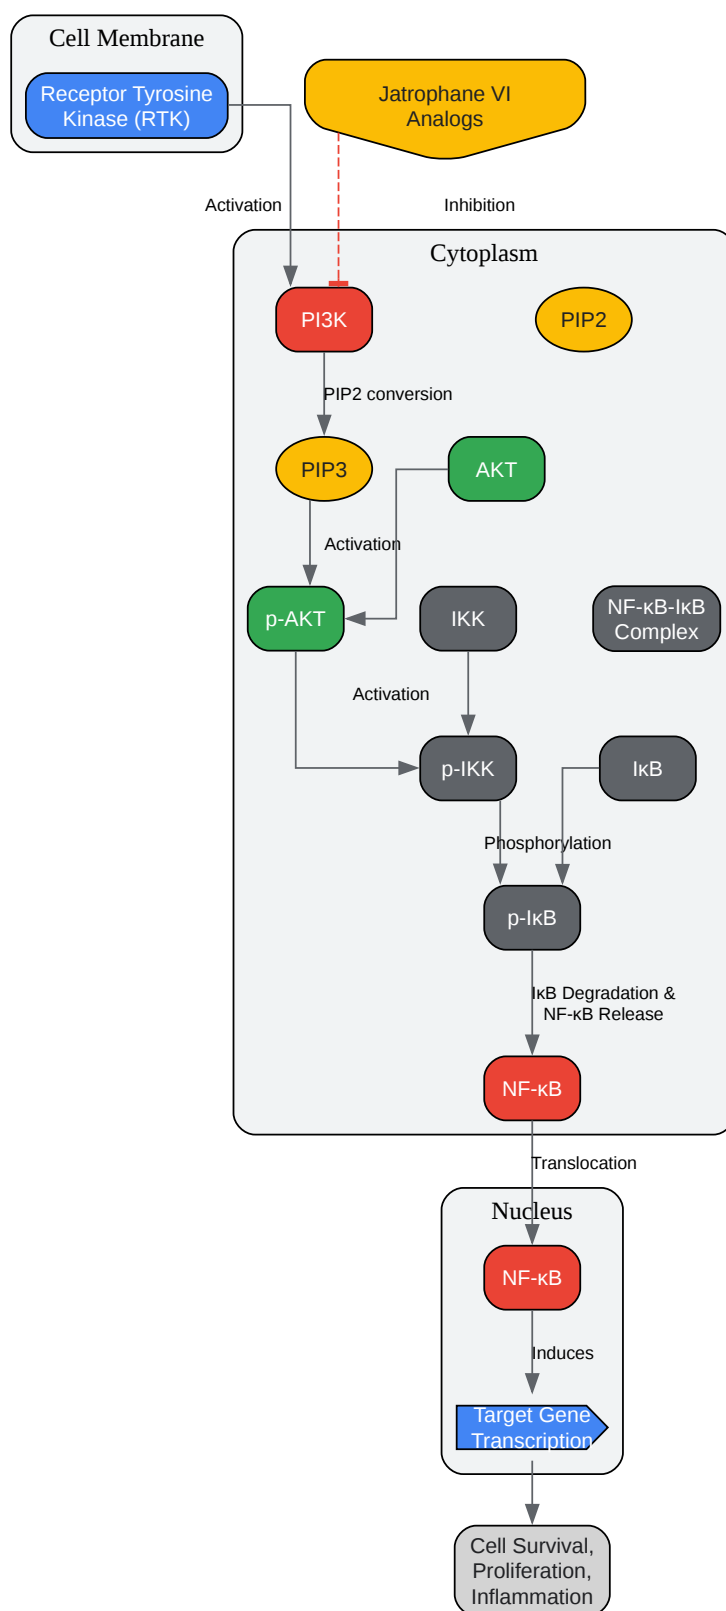 Cell Membrane
Receptor Tyrosine
Kinase (RTK)
Jatrophane VI
Analogs
Activation
Inhibition
Cytoplasm
PI3K
PIP2
PIP2 conversion
PIP3
AKT
Activation
p-AKT
IKK
NF-κB-IκB
Complex
Activation
p-IKK
IκB
Phosphorylation
p-IκB
IκB Degradation &
NF-κB Release
NF-κB
Translocation
Nucleus
NF-κB
Induces
Target Gene
Transcription
Cell Survival,
Proliferation,
Inflammation